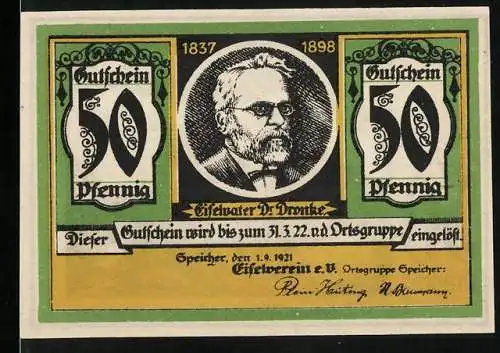 1837 1898
Gutschein Gutschein
50 50
Pfennig Pfennig
Eifelvater Dr Dronke.
Dieser Gutschein wird bis zum 31.3.22 v.d. Ortsgruppe eingelöst.
Speicher, den 1.9.1921
Eifelverein e.V. Ortsgruppe Speicher: